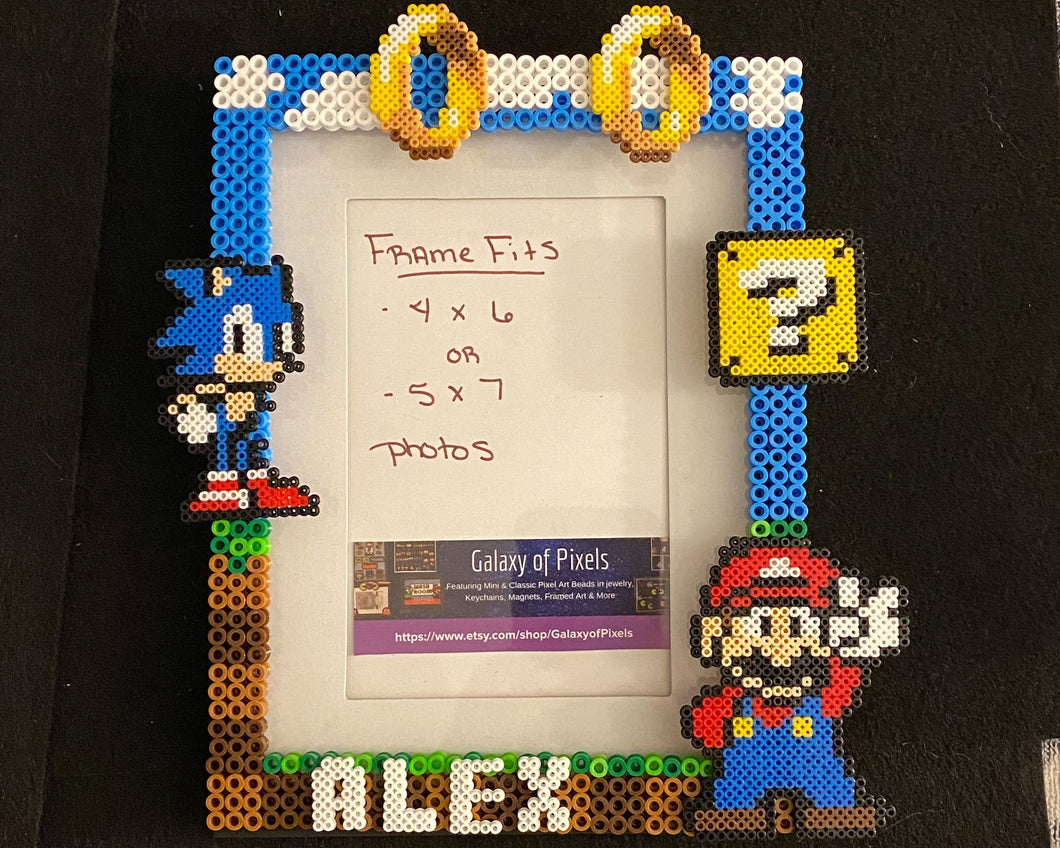 ?
FRAMe FitS
- 4 x 6
OR
- 5 x 7
photos
Galaxy of Pixels
Featuring Mini & Classic Pixel Art Beads in jewelry,
Keychains, Magnets, Framed Art & More
https://www.etsy.com/shop/GalaxyofPixels
ALEX